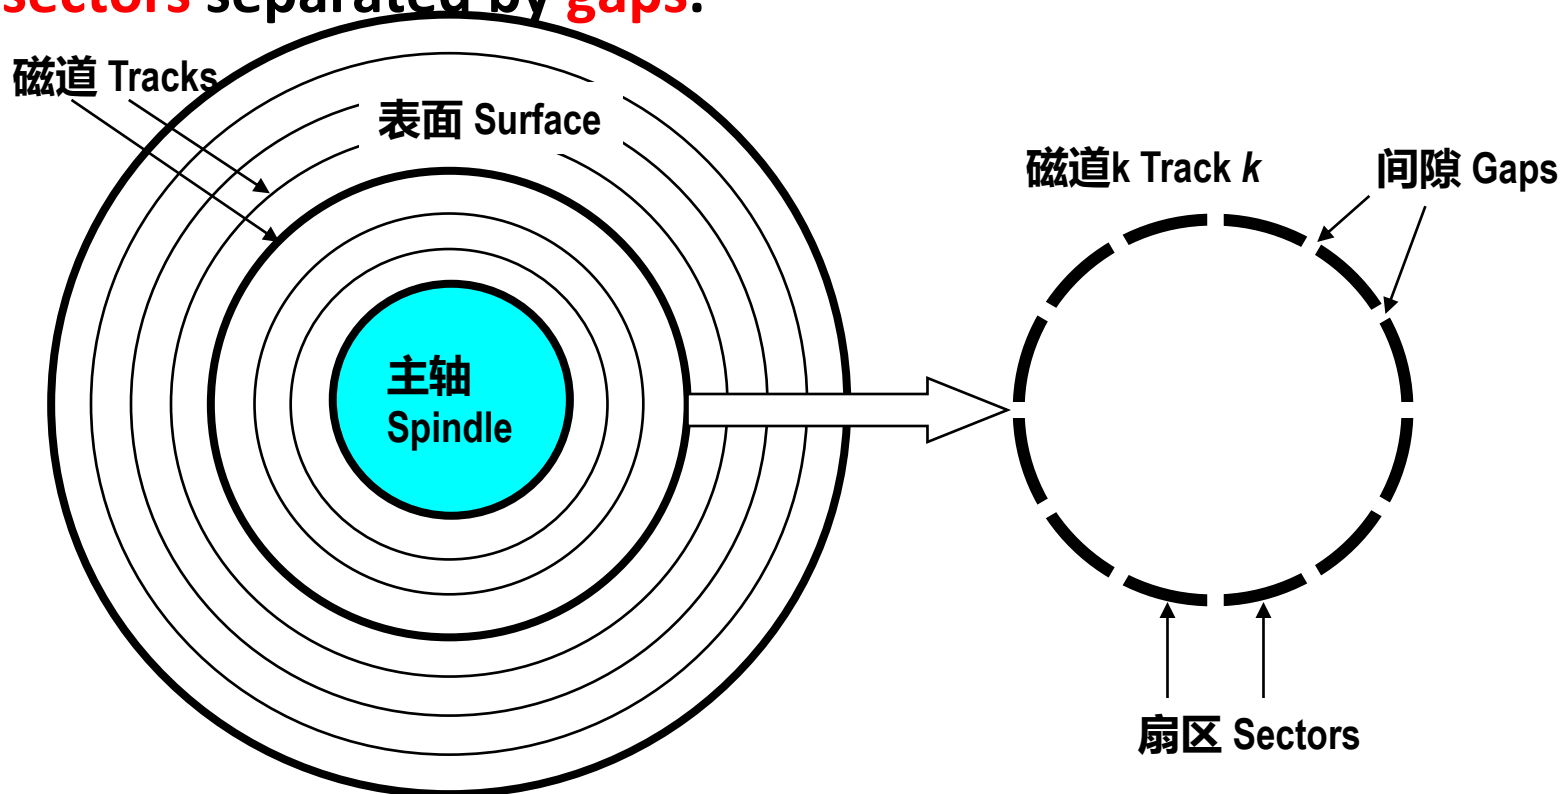 sectors separated by gaps.
磁道 Tracks
表面 Surface
磁道k Track k
间隙 Gaps
主轴
Spindle
扇区 Sectors